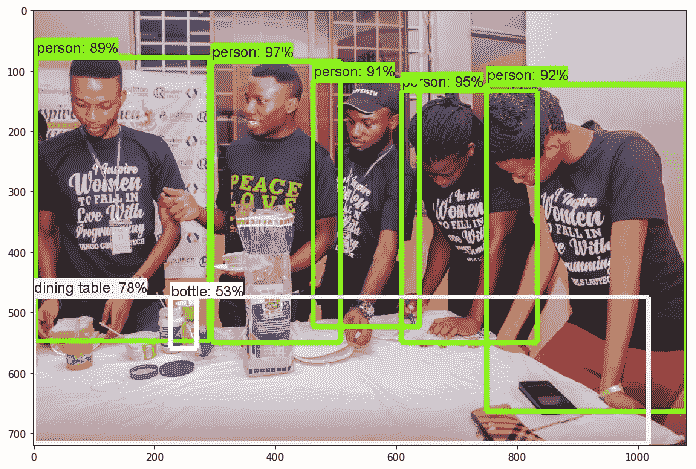 0
person: 89%
person: 97%
person: 91%
person: 95%
person: 92%
100
200
300
400
500
600
700
I Inspire
Women
TO FALL IN
Love With
Programming
PEACE
LOVE
Women
I Inspire
Women
FALL IN
With
dining table: 78%
bottle: 53%
0
200
400
600
800
1000